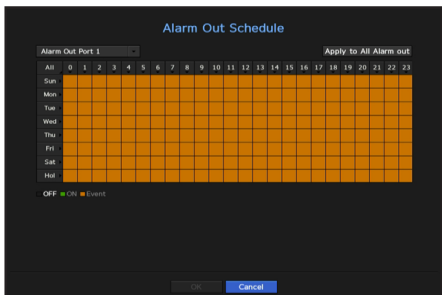 Alarm Out Schedule
Alarm Out Port 1
Apply to All Alarm out
All 0 1 2 3 4 5 6 7 8 9 10 11 12 13 14 15 16 17 18 19 20 21 22 23
Sun
Mon
Tue
Wed
Thu
Fri
Sat
Hol
OFF ON Event
OK Cancel